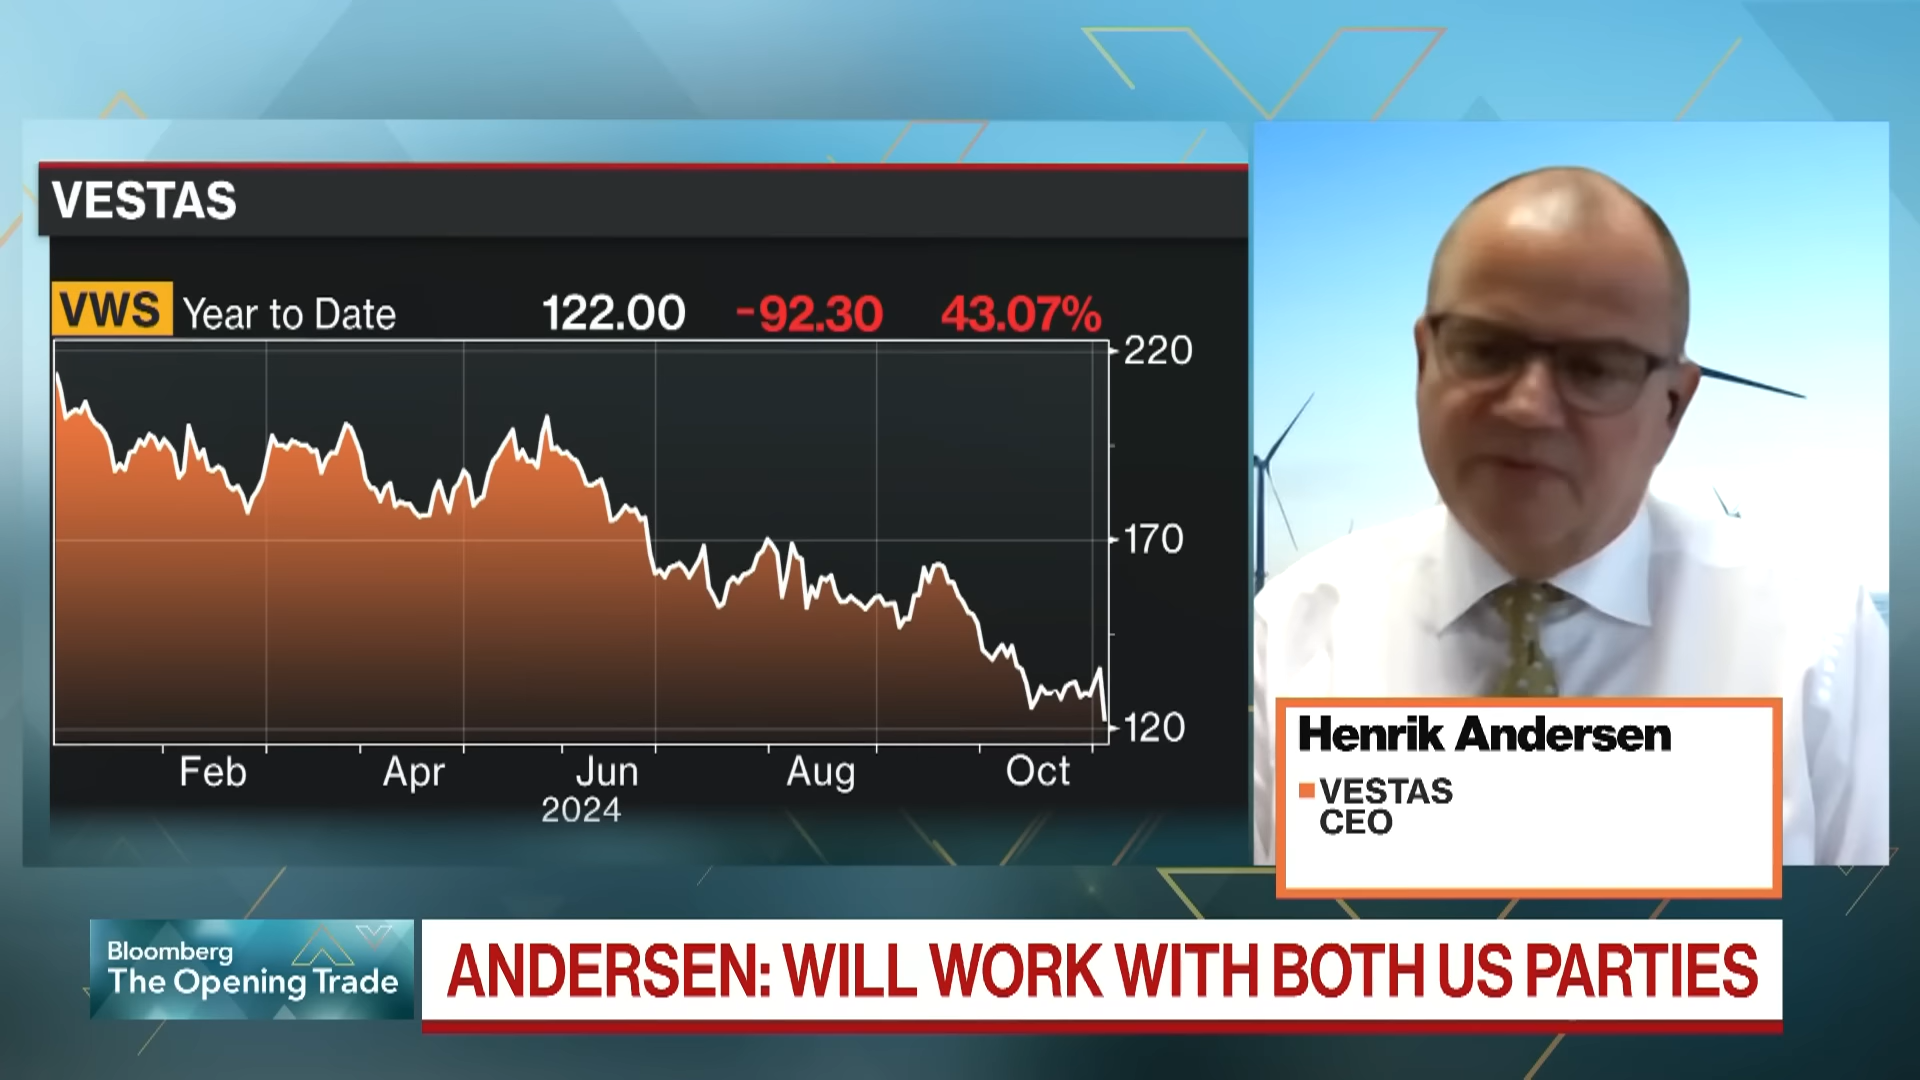 VESTAS
VWS Year to Date 122.00 -92.30 43.07%
220
170
120
Feb Apr Jun Aug Oct
2024
Henrik Andersen
VESTAS
CEO
Bloomberg
The Opening Trade
ANDERSEN: WILL WORK WITH BOTH US PARTIES